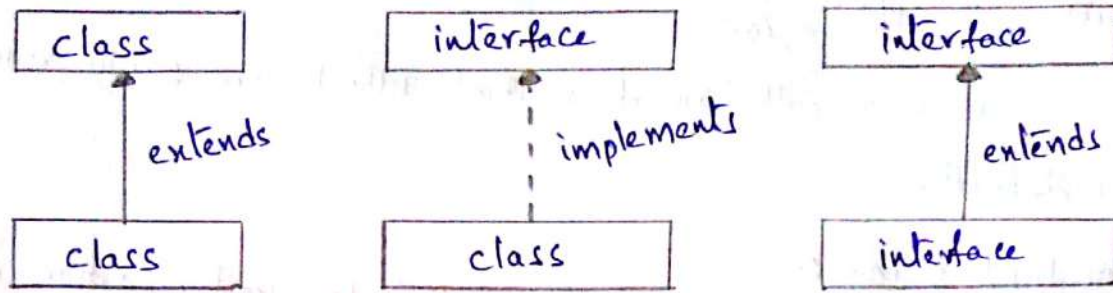 class interface interface
extends implements extends
class class interface